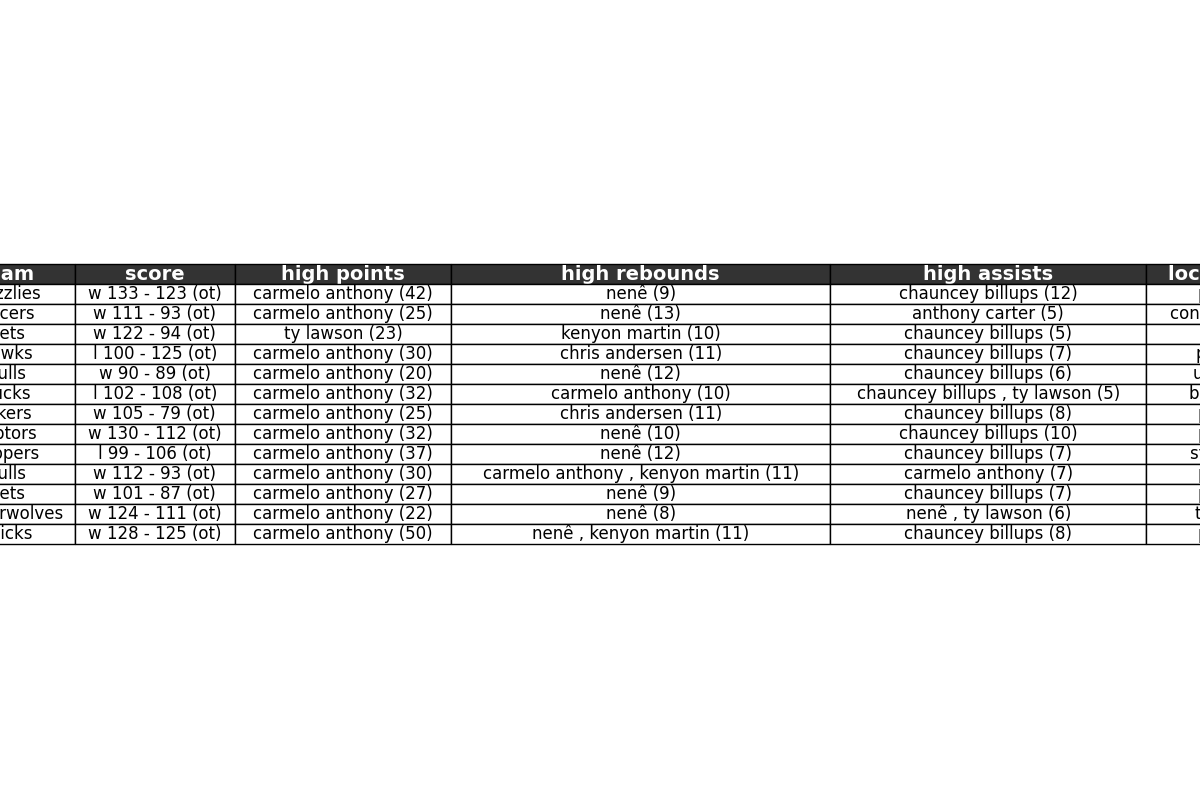 am score high points high rebounds high assists loc
zzlies w 133 - 123 (ot) carmelo anthony (42) nenê (9) chauncey billups (12)
cers w 111 - 93 (ot) carmelo anthony (25) nenê (13) anthony carter (5) con
ets w 122 - 94 (ot) ty lawson (23) kenyon martin (10) chauncey billups (5)
wks l 100 - 125 (ot) carmelo anthony (30) chris andersen (11) chauncey billups (7)
ulls w 90 - 89 (ot) carmelo anthony (20) nenê (12) chauncey billups (6) u
cks l 102 - 108 (ot) carmelo anthony (32) carmelo anthony (10) chauncey billups , ty lawson (5) b
kers w 105 - 79 (ot) carmelo anthony (25) chris andersen (11) chauncey billups (8)
ptors w 130 - 112 (ot) carmelo anthony (32) nenê (10) chauncey billups (10)
pers l 99 - 106 (ot) carmelo anthony (37) nenê (12) chauncey billups (7) s
ulls w 112 - 93 (ot) carmelo anthony (30) carmelo anthony , kenyon martin (11) carmelo anthony (7)
ets w 101 - 87 (ot) carmelo anthony (27) nenê (9) chauncey billups (7)
rwolves w 124 - 111 (ot) carmelo anthony (22) nenê (8) nenê , ty lawson (6) t
icks w 128 - 125 (ot) carmelo anthony (50) nenê , kenyon martin (11) chauncey billups (8)